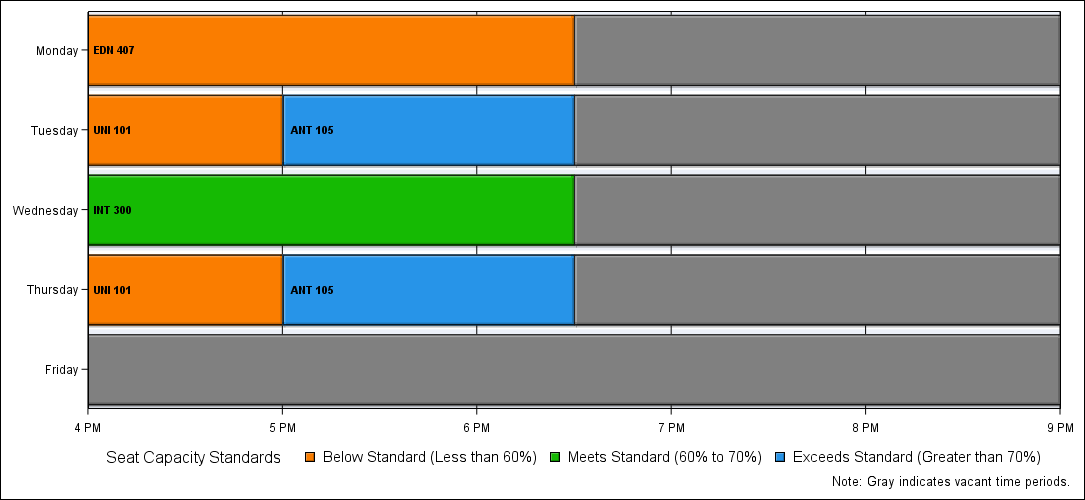 Monday
EDN 407
Tuesday
UNI 101
ANT 105
Wednesday
INT 300
Thursday
UNI 101
ANT 105
Friday
4 PM 5 PM 6 PM 7 PM 8 PM 9 PM
Seat Capacity Standards Below Standard (Less than 60%) Meets Standard (60% to 70%) Exceeds Standard (Greater than 70%)
Note: Gray indicates vacant time periods.